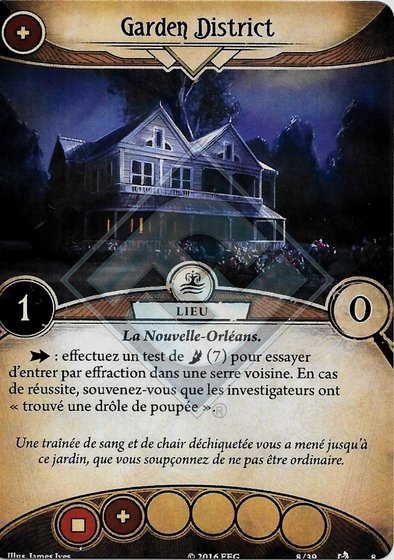 Garden District
1
LIEU
0
La Nouvelle-Orléans.
: effectuez un test de (7) pour essayer
d'entrer par effraction dans une serre voisine. En cas
de réussite, souvenez-vous que les investigateurs ont
« trouvé une drôle de poupée ».
Une traînée de sang et de chair déchiquetée vous a mené jusqu'à
ce jardin, que vous soupçonnez de ne pas être ordinaire.
Illus. James Ives
© 2016 FFG
8/39
8